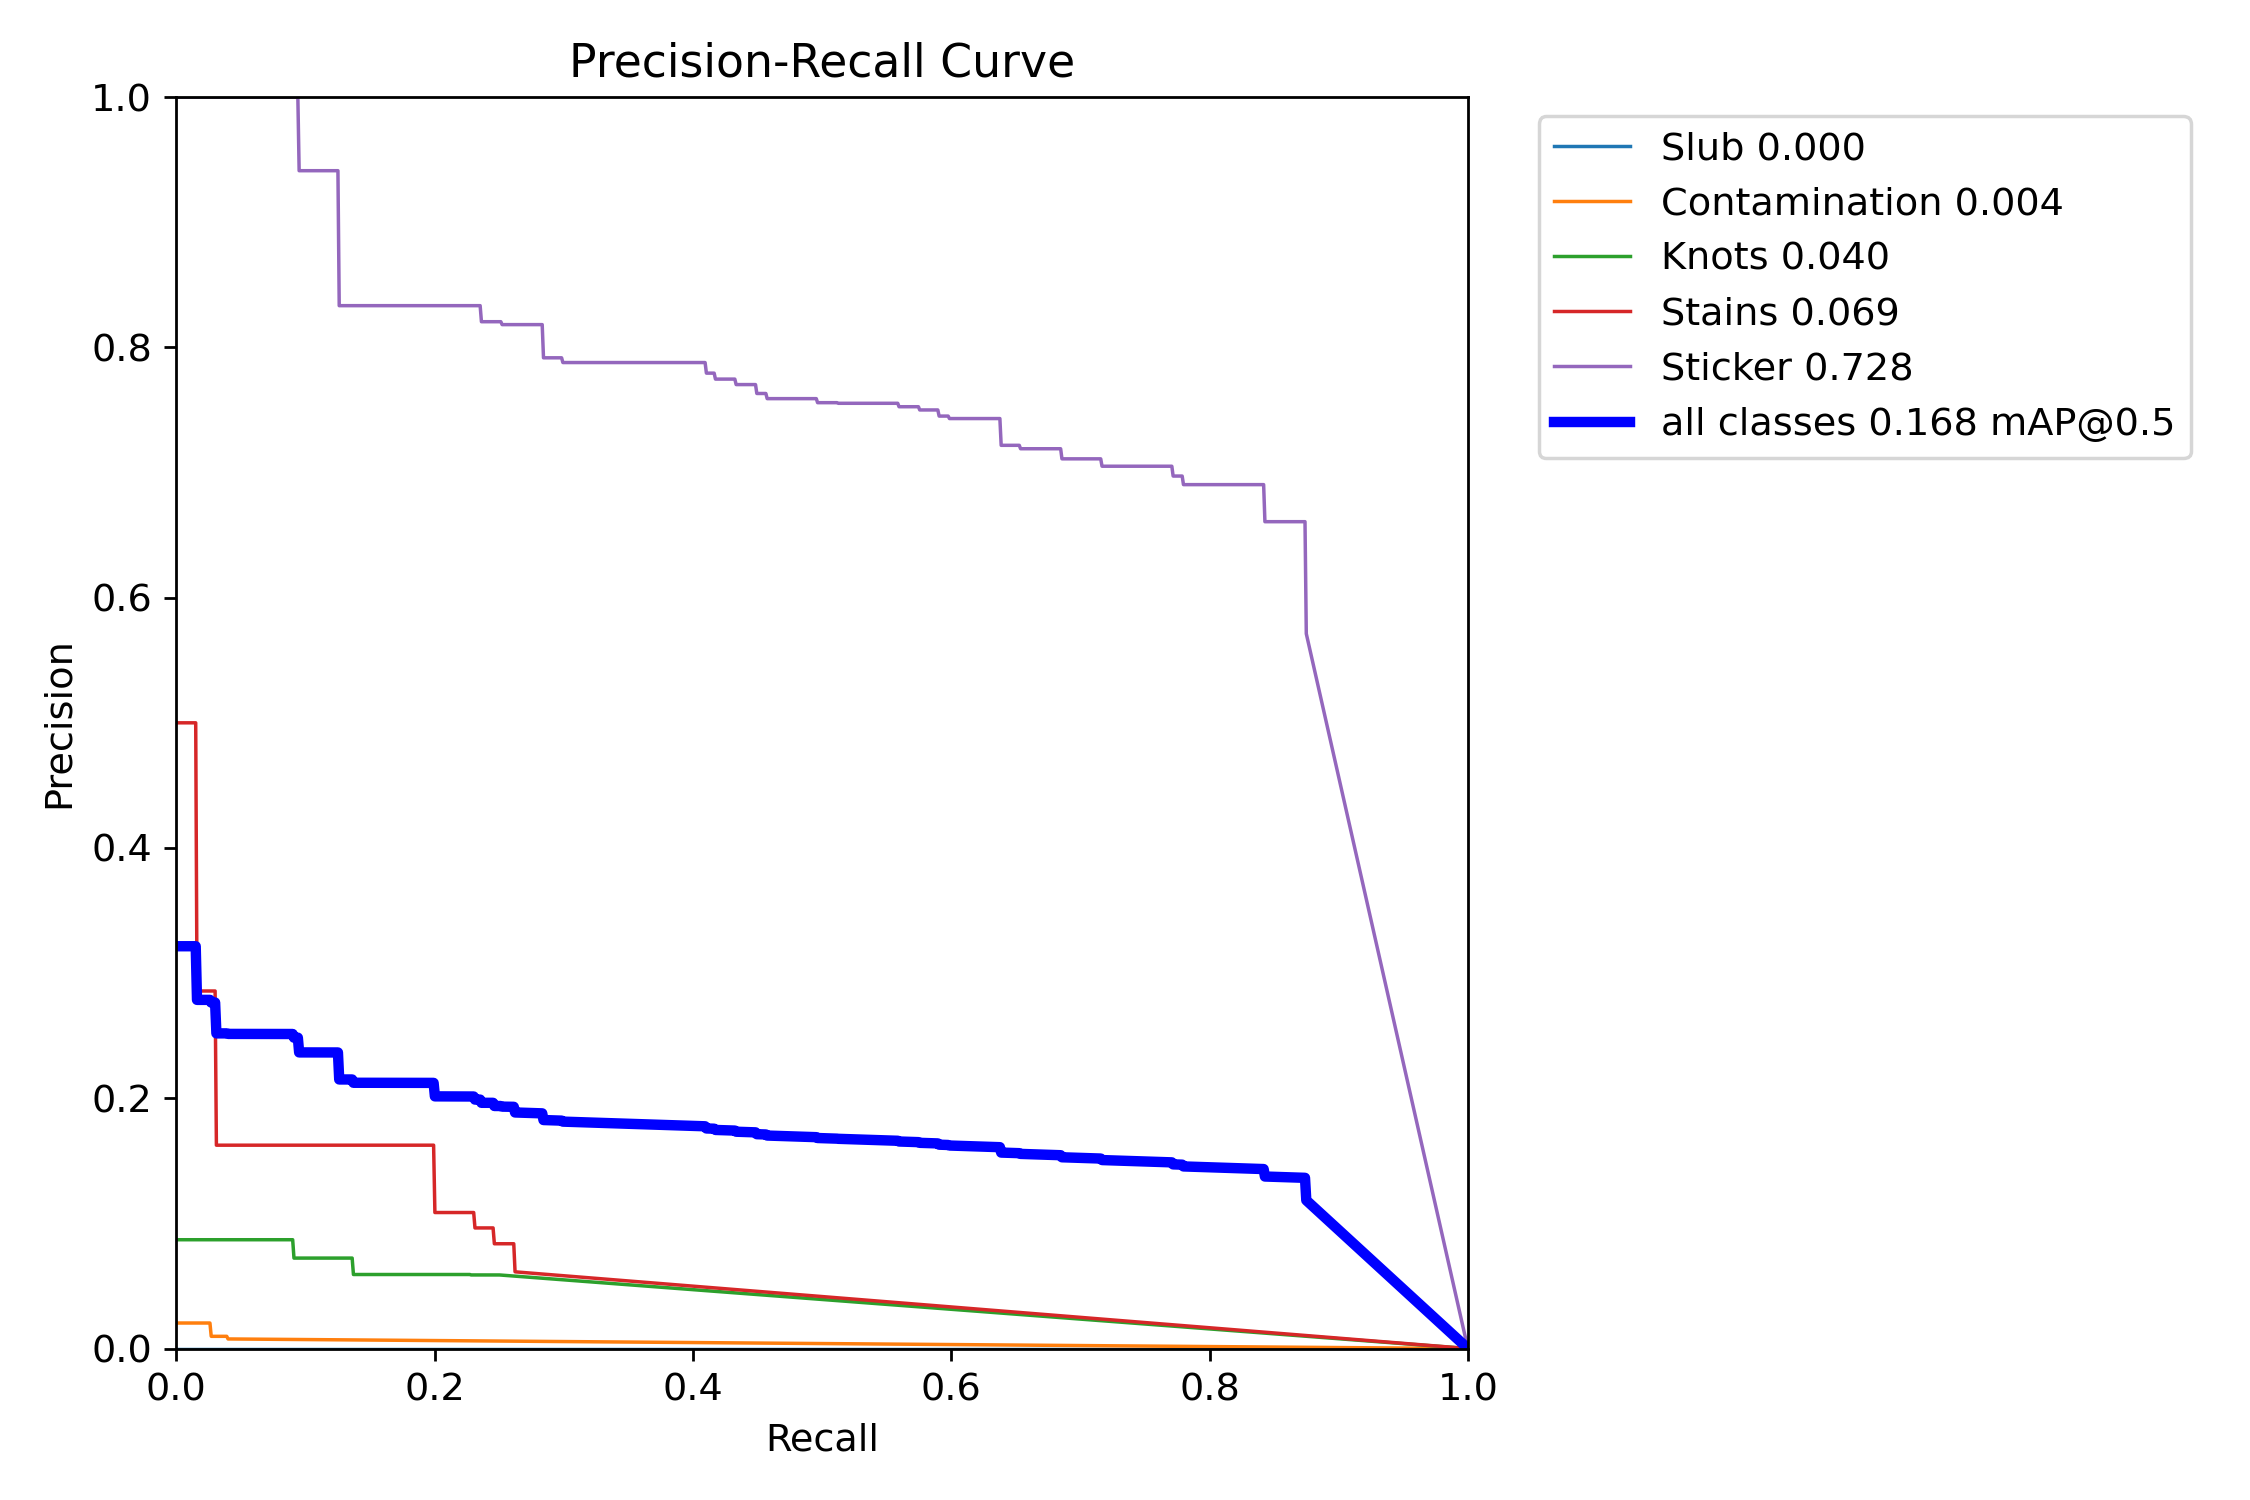 Precision-Recall Curve
1.0
0.8
0.6
0.4
0.2
0.0
Precision
0.0 0.2 0.4 0.6 0.8 1.0
Recall
Slub 0.000
Contamination 0.004
Knots 0.040
Stains 0.069
Sticker 0.728
all classes 0.168 mAP@0.5